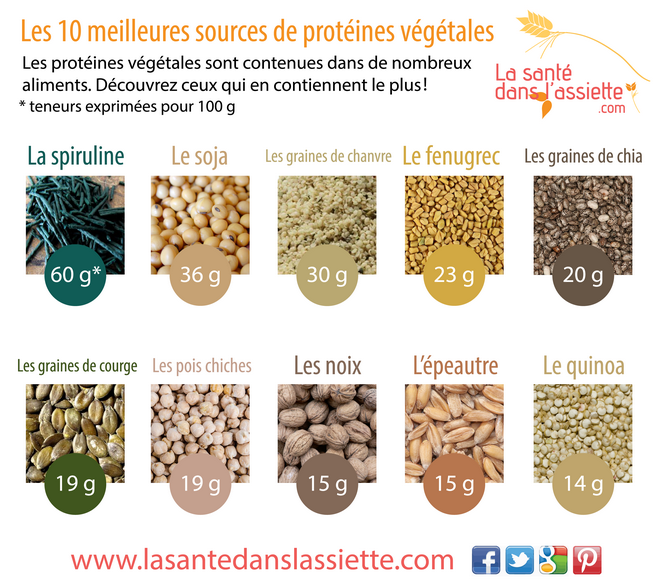 Les 10 meilleures sources de protéines végétales
Les protéines végétales sont contenues dans de nombreux
aliments. Découvrez ceux qui en contiennent le plus!
* teneurs exprimées pour 100 g
La santé
dans l'assiette
.com
La spiruline
Le soja
Les graines de chanvre
Le fenugrec
Les graines de chia
60 g*
36 g
30 g
23 g
20 g
Les graines de courge
Les pois chiches
Les noix
L'épeautre
Le quinoa
19 g
19 g
15 g
15 g
14 g
www.lasantedanslassiette.com